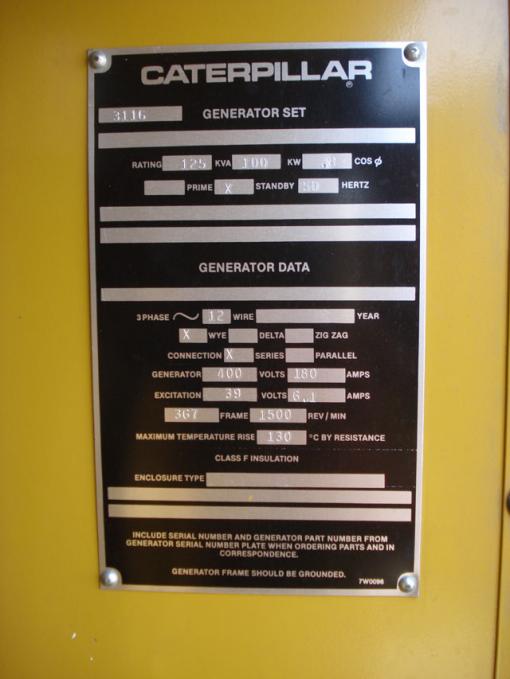 CATERPILLAR
®
3116 GENERATOR SET
RATING 125 KVA 100 KW COS Ø
PRIME X STANDBY 50 HERTZ
GENERATOR DATA
3 PHASE ~ 12 WIRE YEAR
X WYE DELTA ZIG ZAG
CONNECTION X SERIES PARALLEL
GENERATOR 400 VOLTS 180 AMPS
EXCITATION 39 VOLTS 6.1 AMPS
367 FRAME 1500 REV/MIN
MAXIMUM TEMPERATURE RISE 130 °C BY RESISTANCE
CLASS F INSULATION
ENCLOSURE TYPE
INCLUDE SERIAL NUMBER AND GENERATOR PART NUMBER FROM
GENERATOR SERIAL NUMBER PLATE WHEN ORDERING PARTS AND IN
CORRESPONDENCE.
GENERATOR FRAME SHOULD BE GROUNDED.
7W0096